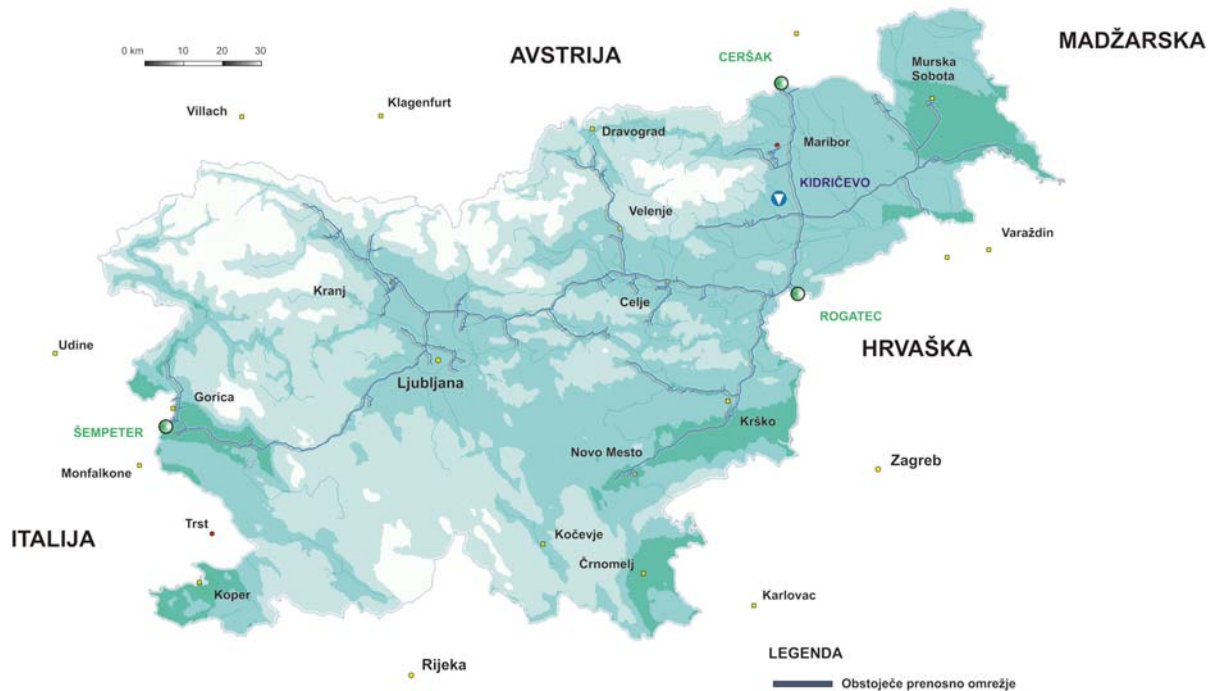 0 km 10 20 30
AVSTRIJA
MADŽARSKA
CERŠAK
Murska
Sobota
Villach
Klagenfurt
Dravograd
Maribor
KIDRIČEVO
Velenje
Varaždin
Kranj
Celje
ROGATEC
HRVAŠKA
Udine
Ljubljana
Gorica
ŠEMPETER
Krško
Novo Mesto
Monfalkone
Zagreb
Trst
ITALIJA
Kočevje
Črnomelj
Koper
Karlovac
Rijeka
LEGENDA
Obstoječe prenosno omrežje